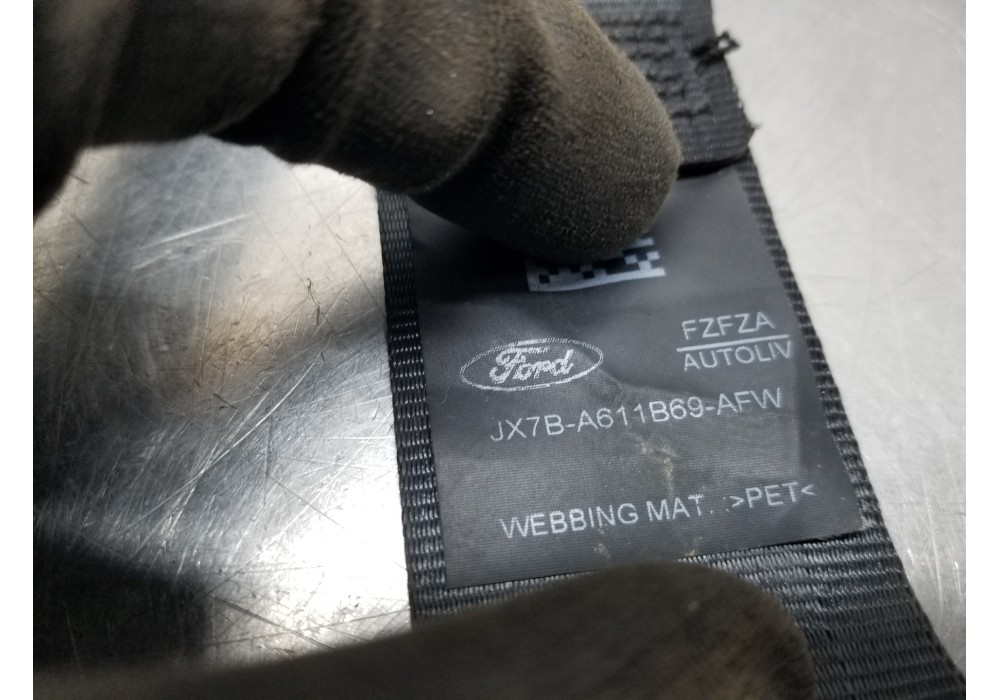 FZFZA
AUTOLIV
Ford
JX7B-A611B69-AFW
WEBBING MAT. :>PET<